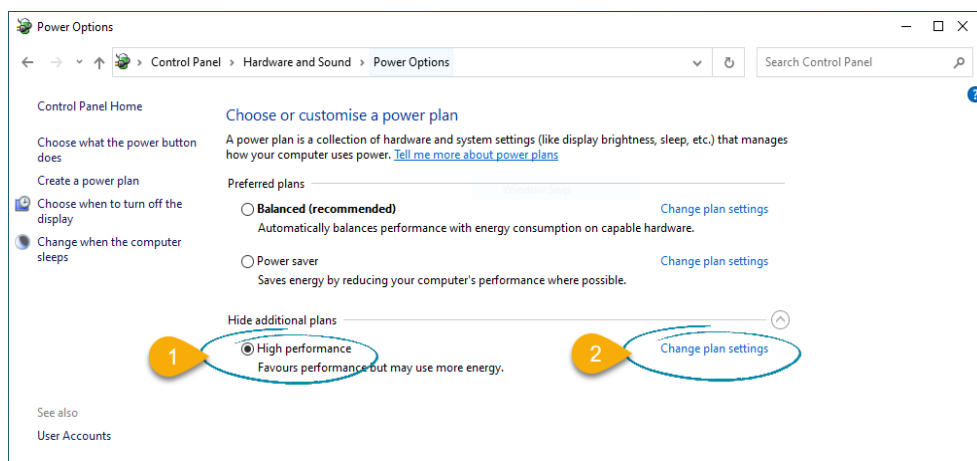 Power Options
Control Panel > Hardware and Sound > Power Options
Search Control Panel
Control Panel Home
Choose what the power button
does
Create a power plan
Choose when to turn off the
display
Change when the computer
sleeps
See also
User Accounts
Choose or customise a power plan
A power plan is a collection of hardware and system settings (like display brightness, sleep, etc.) that manages
how your computer uses power. Tell me more about power plans
Preferred plans
Balanced (recommended) Change plan settings
Automatically balances performance with energy consumption on capable hardware.
Power saver Change plan settings
Saves energy by reducing your computer's performance where possible.
Hide additional plans
1 High performance 2 Change plan settings
Favours performance but may use more energy.